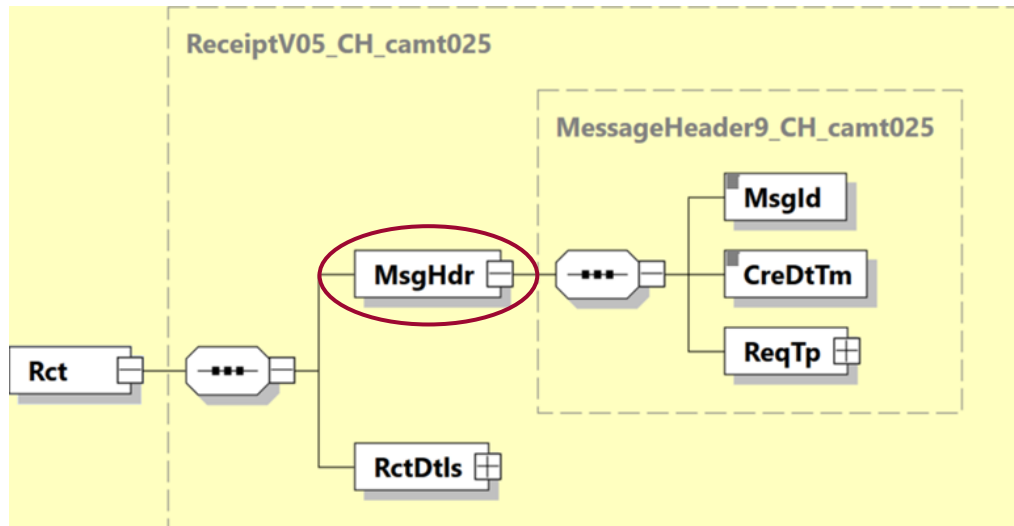 ReceiptV05_CH_camt025
MessageHeader9_CH_camt025
MsgId
MsgHdr
CreDtTm
ReqTp
Rct
RctDtls